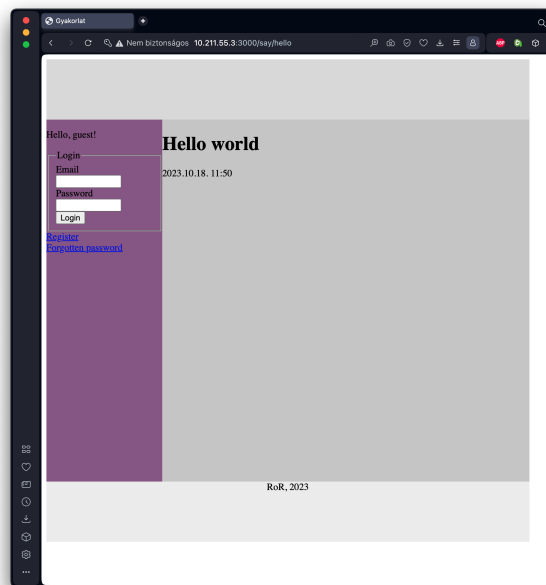 Gyakorlat
Nem biztonságos 10.211.55.3:3000/say/hello
ABP
Hello, guest!
Login
Email
Password
Login
Register
Forgotten password
Hello world
2023.10.18. 11:50
RoR, 2023